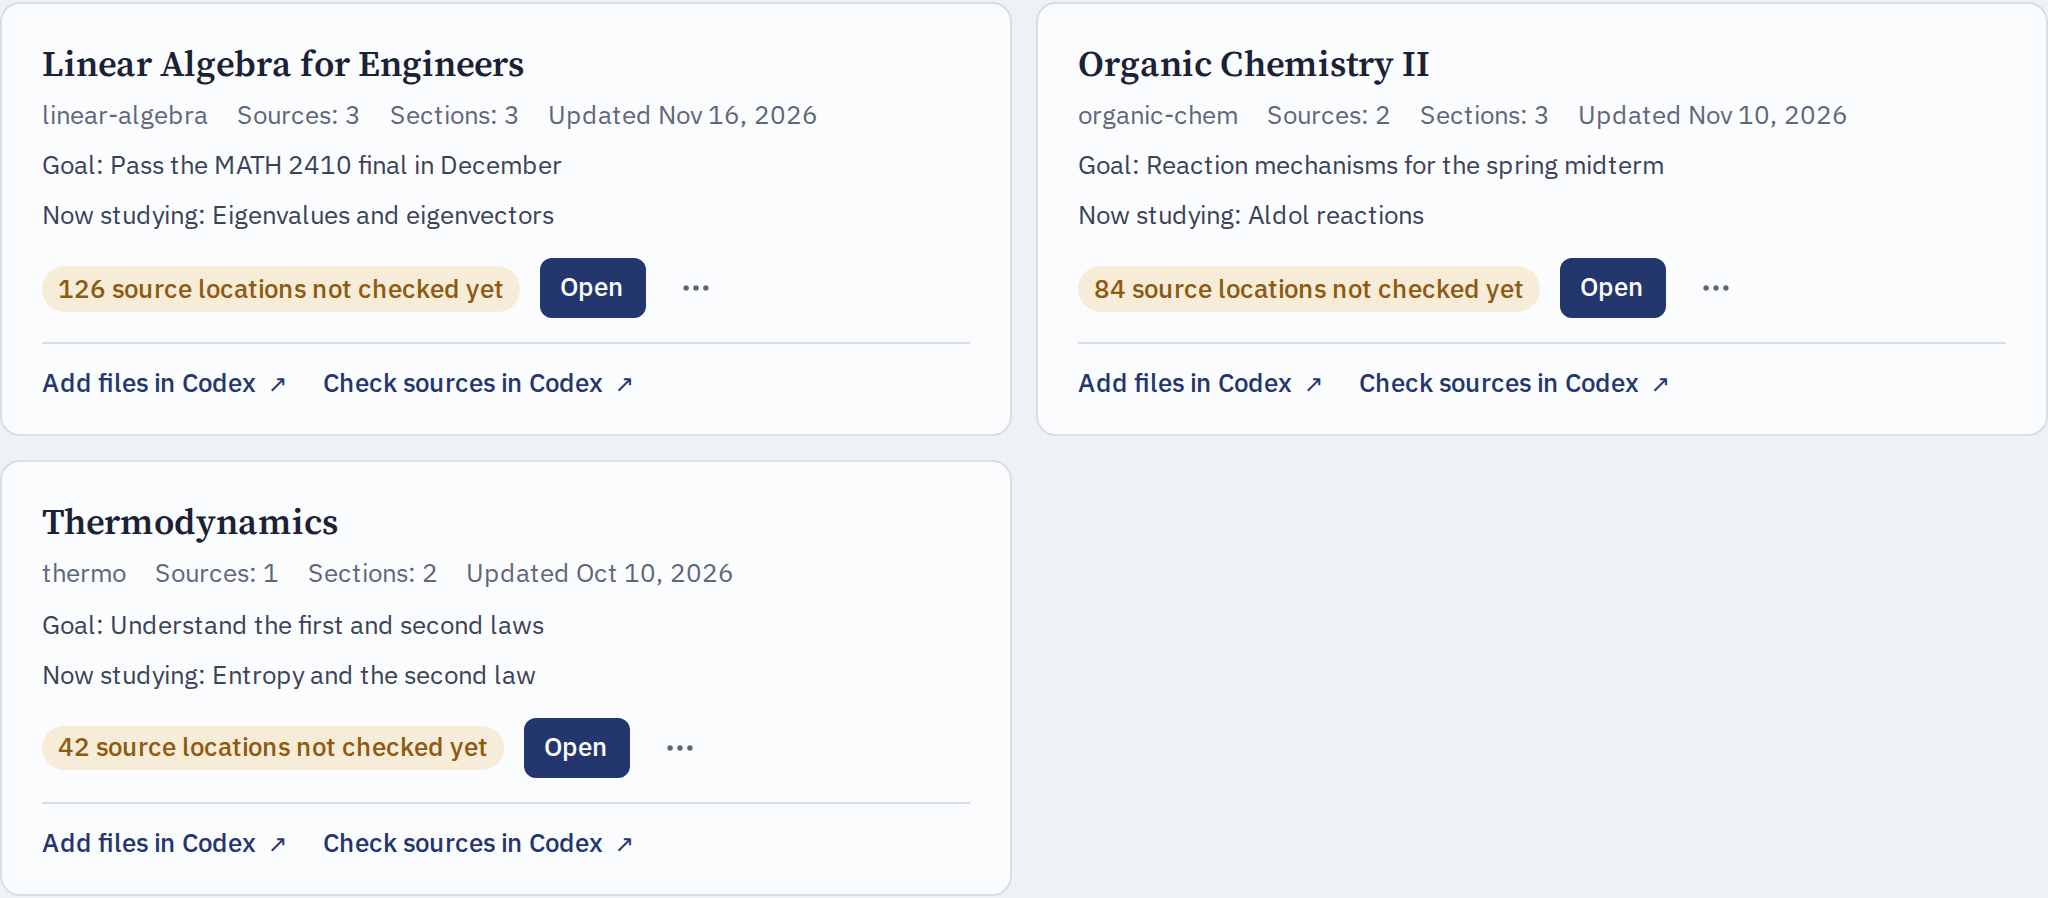 Linear Algebra for Engineers
linear-algebra Sources: 3 Sections: 3 Updated Nov 16, 2026
Goal: Pass the MATH 2410 final in December
Now studying: Eigenvalues and eigenvectors
126 source locations not checked yet Open •••
Add files in Codex ↗ Check sources in Codex ↗
Organic Chemistry II
organic-chem Sources: 2 Sections: 3 Updated Nov 10, 2026
Goal: Reaction mechanisms for the spring midterm
Now studying: Aldol reactions
84 source locations not checked yet Open •••
Add files in Codex ↗ Check sources in Codex ↗
Thermodynamics
thermo Sources: 1 Sections: 2 Updated Oct 10, 2026
Goal: Understand the first and second laws
Now studying: Entropy and the second law
42 source locations not checked yet Open •••
Add files in Codex ↗ Check sources in Codex ↗